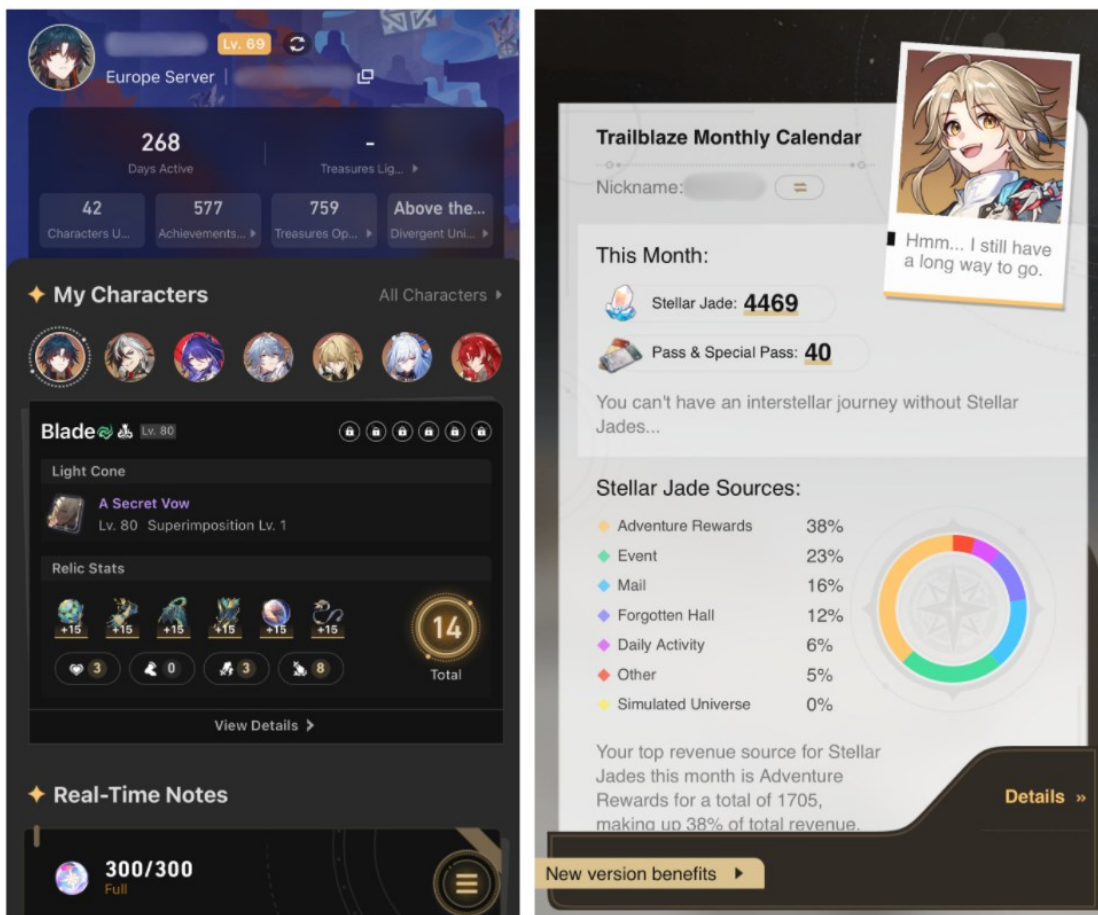 Lv. 69
Europe Server
268
Days Active
-
Treasures Lig...
42
Characters U...
577
Achievements...
759
Treasures Op...
Above the...
Divergent Uni...
My Characters
All Characters
Blade
Lv. 80
Light Cone
A Secret Vow
Lv. 80 Superimposition Lv. 1
Relic Stats
+15 +15 +15 +15 +15 +15
3 0 3 8
14
Total
View Details
Real-Time Notes
300/300
Full
Trailblaze Monthly Calendar
Nickname:
Hmm... I still have
a long way to go.
This Month:
Stellar Jade: 4469
Pass & Special Pass: 40
You can't have an interstellar journey without Stellar
Jades...
Stellar Jade Sources:
Adventure Rewards 38%
Event 23%
Mail 16%
Forgotten Hall 12%
Daily Activity 6%
Other 5%
Simulated Universe 0%
Your top revenue source for Stellar
Jades this month is Adventure
Rewards for a total of 1705,
making up 38% of total revenue.
Details »
New version benefits